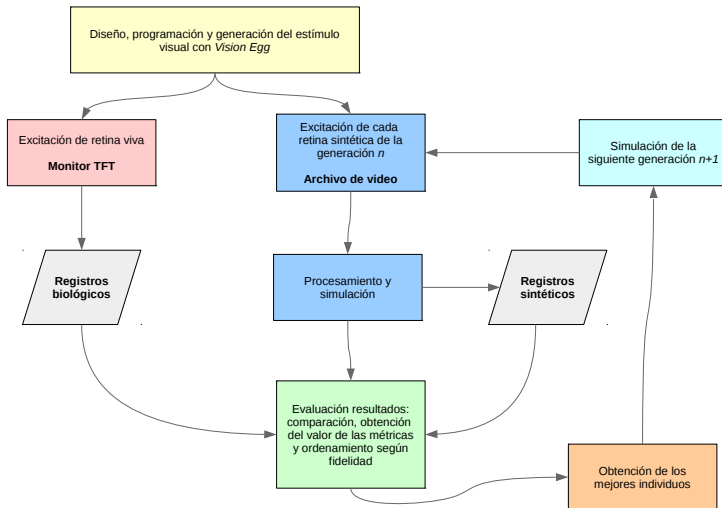 Diseño, programación y generación del estímulo
visual con Vision Egg
Excitación de retina viva
Monitor TFT
Excitación de cada
retina sintética de la
generación n
Archivo de video
Simulación de la
siguiente generación n+1
Registros
biológicos
Procesamiento y
simulación
Registros
sintéticos
Evaluación resultados:
comparación, obtención
del valor de las métricas
y ordenamiento según
fidelidad
Obtención de los
mejores individuos